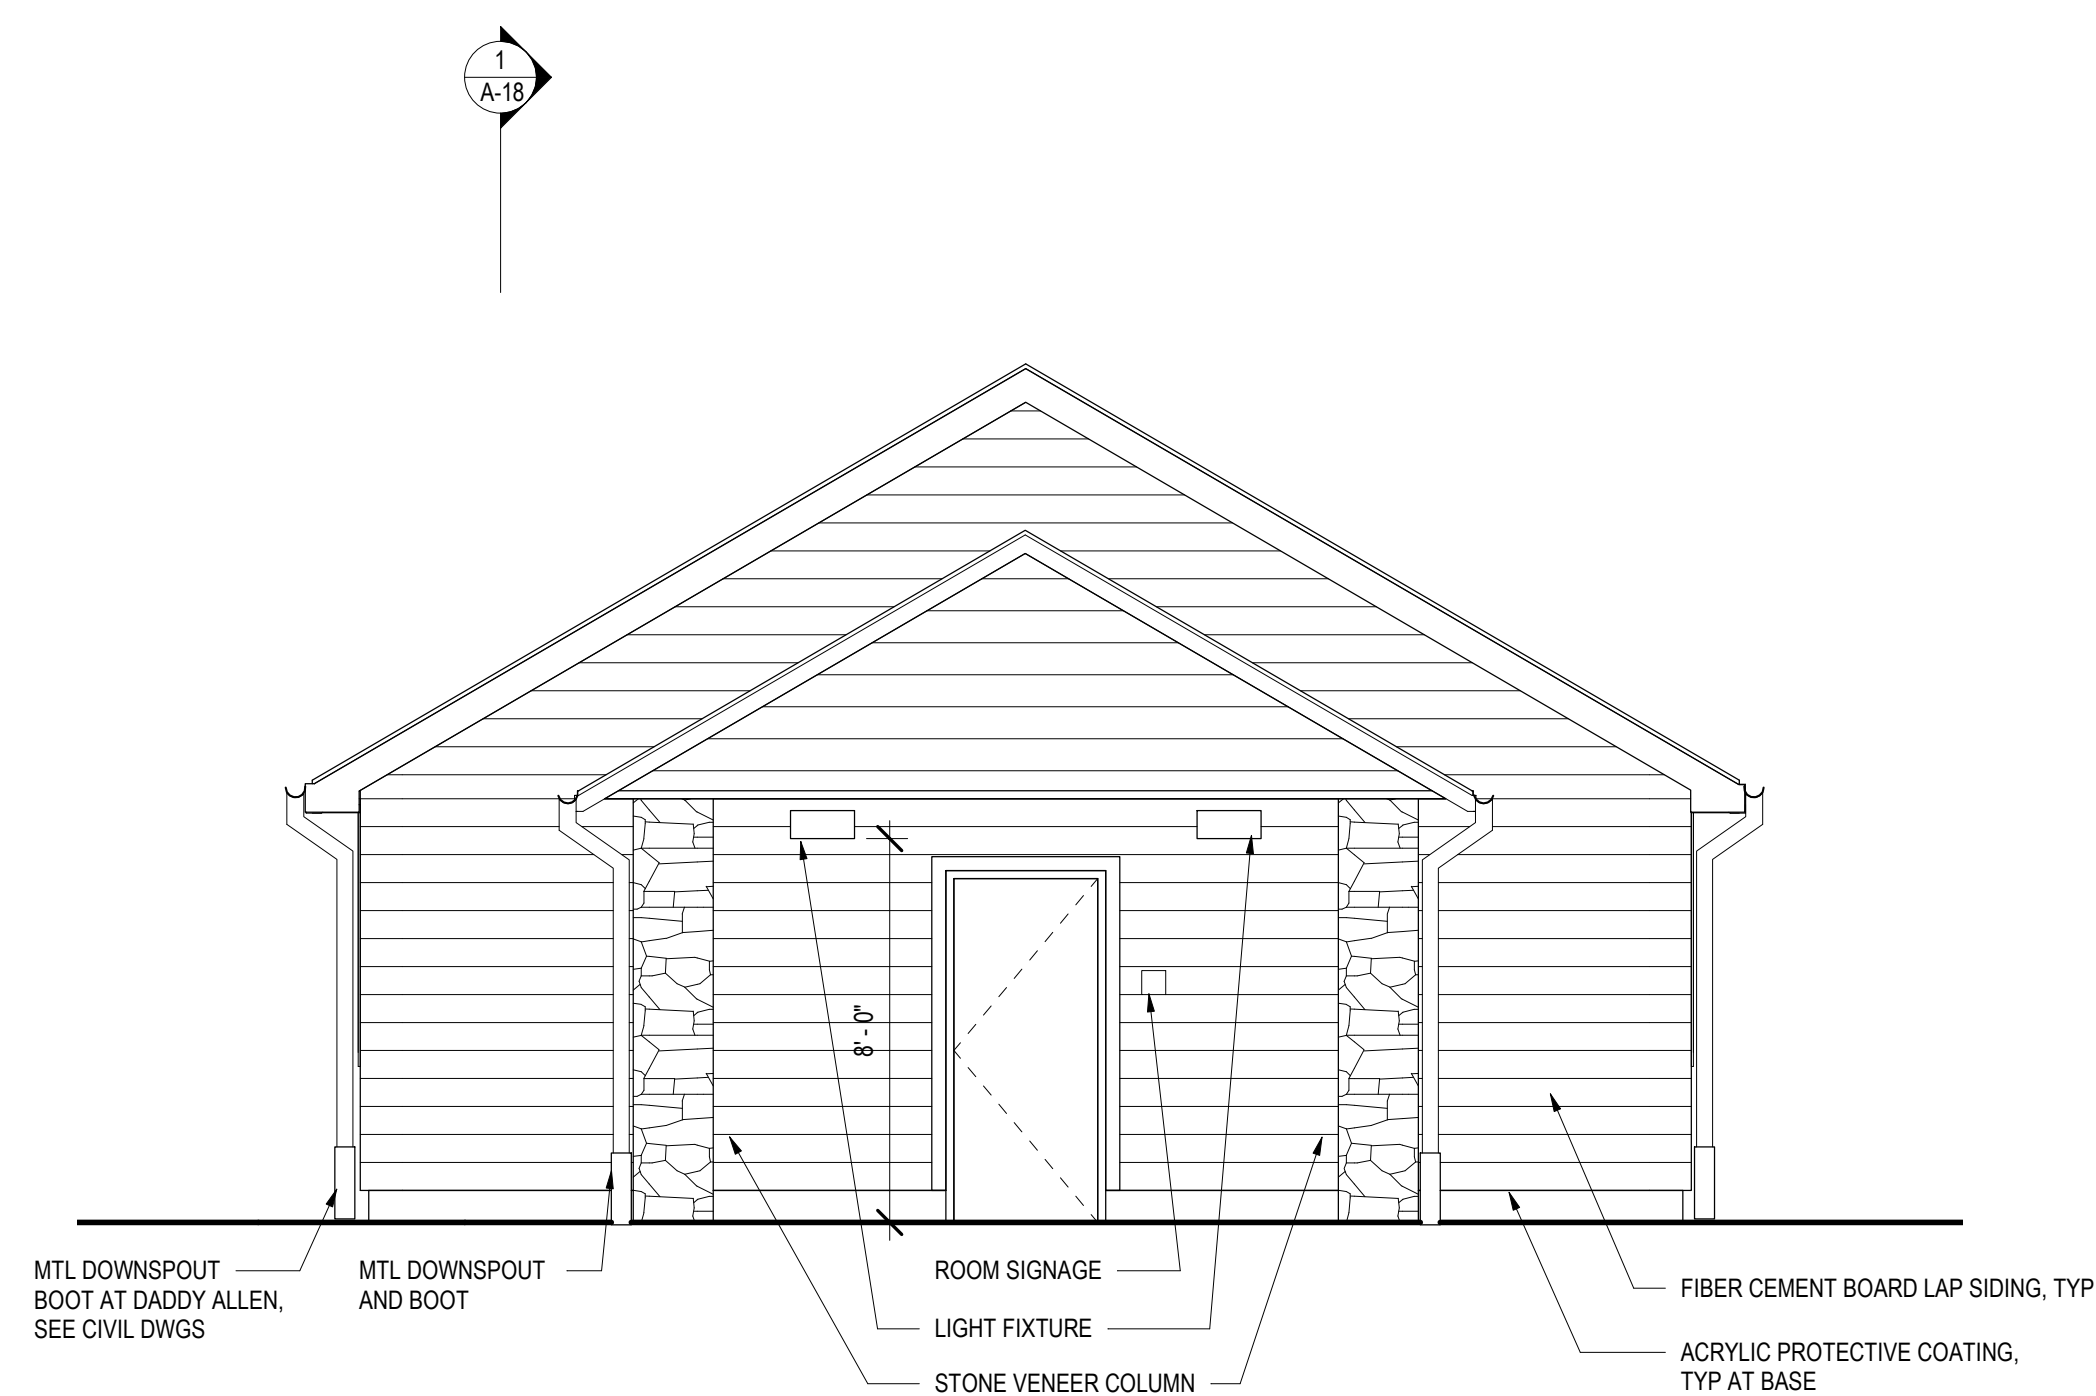 1
A-18
8' - 0"
MTL DOWNSPOUT
BOOT AT DADDY ALLEN,
SEE CIVIL DWGS
MTL DOWNSPOUT
AND BOOT
ROOM SIGNAGE
LIGHT FIXTURE
STONE VENEER COLUMN
FIBER CEMENT BOARD LAP SIDING, TYP
ACRYLIC PROTECTIVE COATING,
TYP AT BASE